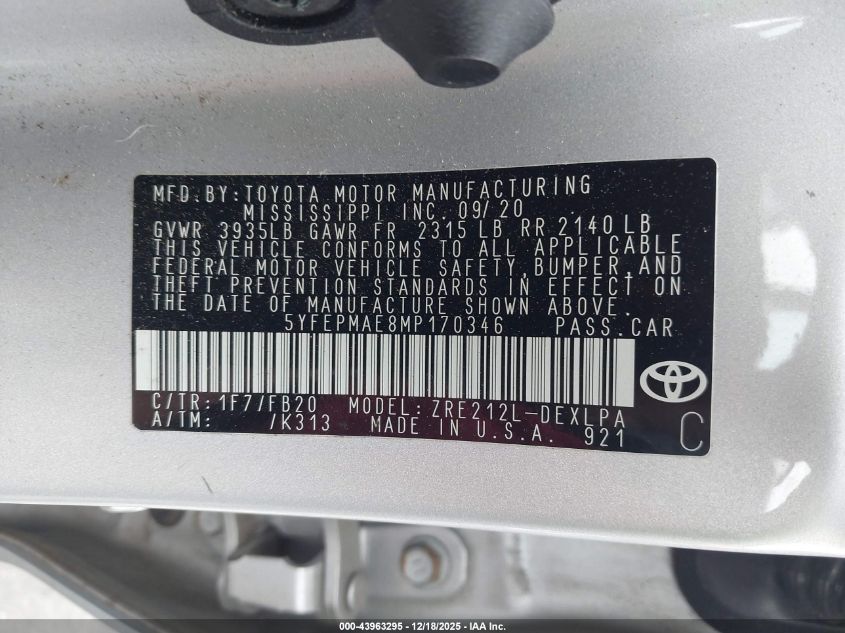 MFD.BY:TOYOTA MOTOR MANUFACTURING
MISSISSIPPI INC. 09/20
GVWR 3935LB GAWR FR 2315 LB RR 2140 LB
THIS VEHICLE CONFORMS TO ALL APPLICABLE
FEDERAL MOTOR VEHICLE SAFETY, BUMPER, AND
THEFT PREVENTION STANDARDS IN EFFECT ON
THE DATE OF MANUFACTURE SHOWN ABOVE.
5YFEPMAE8MP170346 PASS.CAR
C/TR: 1F7/FB20 MODEL: ZRE212L-DEXLPA
A/TM: /K313 MADE IN U.S.A. 921 C
000-43963295 - 12/18/2025 - IAA Inc.